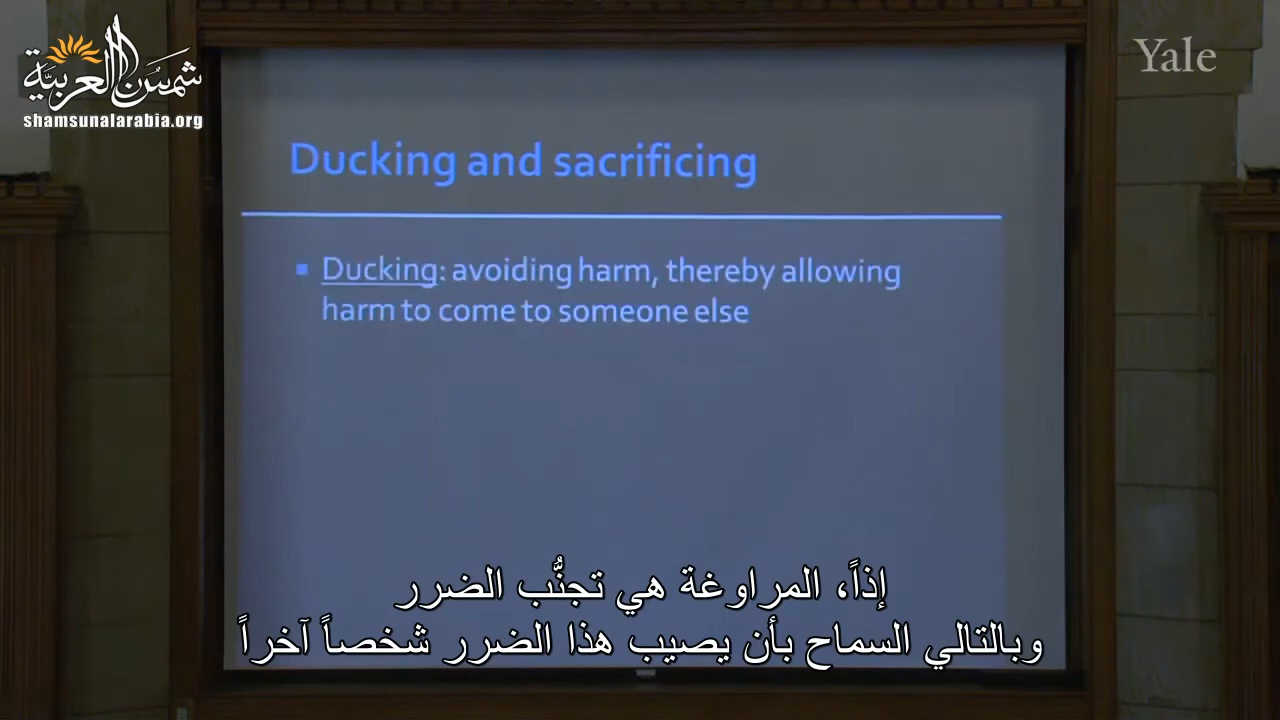 شمس العربية
shamsunalarabia.org
Yale
Ducking and sacrificing
▪ Ducking: avoiding harm, thereby allowing
harm to come to someone else
إذاً، المراوغة هي تجنُّب الضرر
وبالتالي السماح بأن يصيب هذا الضرر شخصاً آخراً